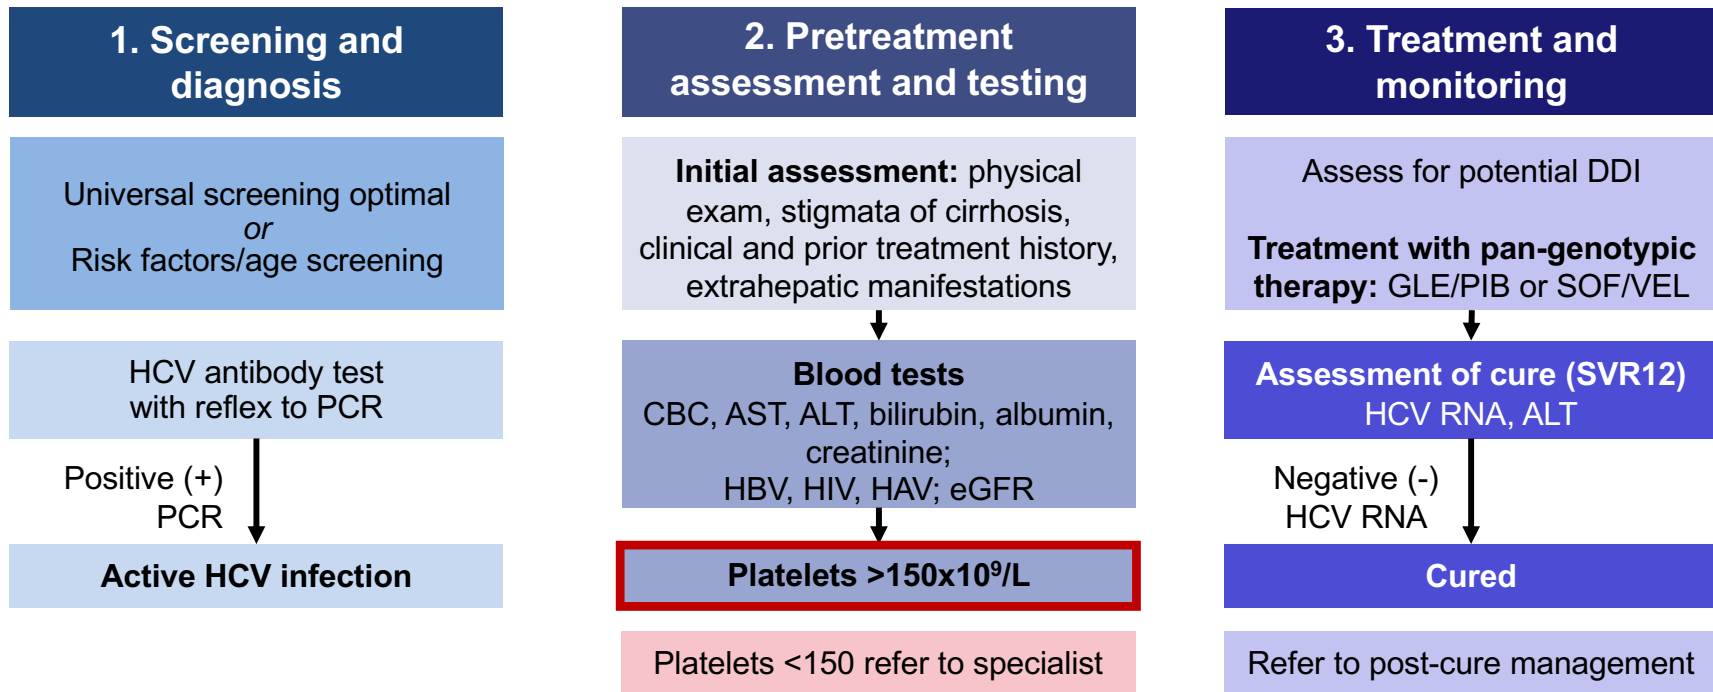 1. Screening and
diagnosis
Universal screening optimal
or
Risk factors/age screening
HCV antibody test
with reflex to PCR
Positive (+)
PCR
Active HCV infection
2. Pretreatment
assessment and testing
Initial assessment: physical
exam, stigmata of cirrhosis,
clinical and prior treatment history,
extrahepatic manifestations
Blood tests
CBC, AST, ALT, bilirubin, albumin,
creatinine;
HBV, HIV, HAV; eGFR
Platelets >150x10⁹/L
Platelets <150 refer to specialist
3. Treatment and
monitoring
Assess for potential DDI
Treatment with pan-genotypic
therapy: GLE/PIB or SOF/VEL
Assessment of cure (SVR12)
HCV RNA, ALT
Negative (-)
HCV RNA
Cured
Refer to post-cure management